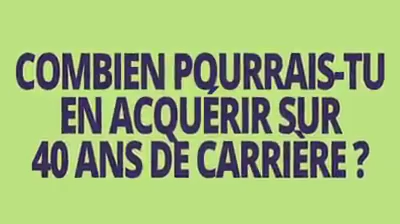 COMBIEN POURRAIS-TU
EN ACQUÉRIR SUR
40 ANS DE CARRIÈRE ?